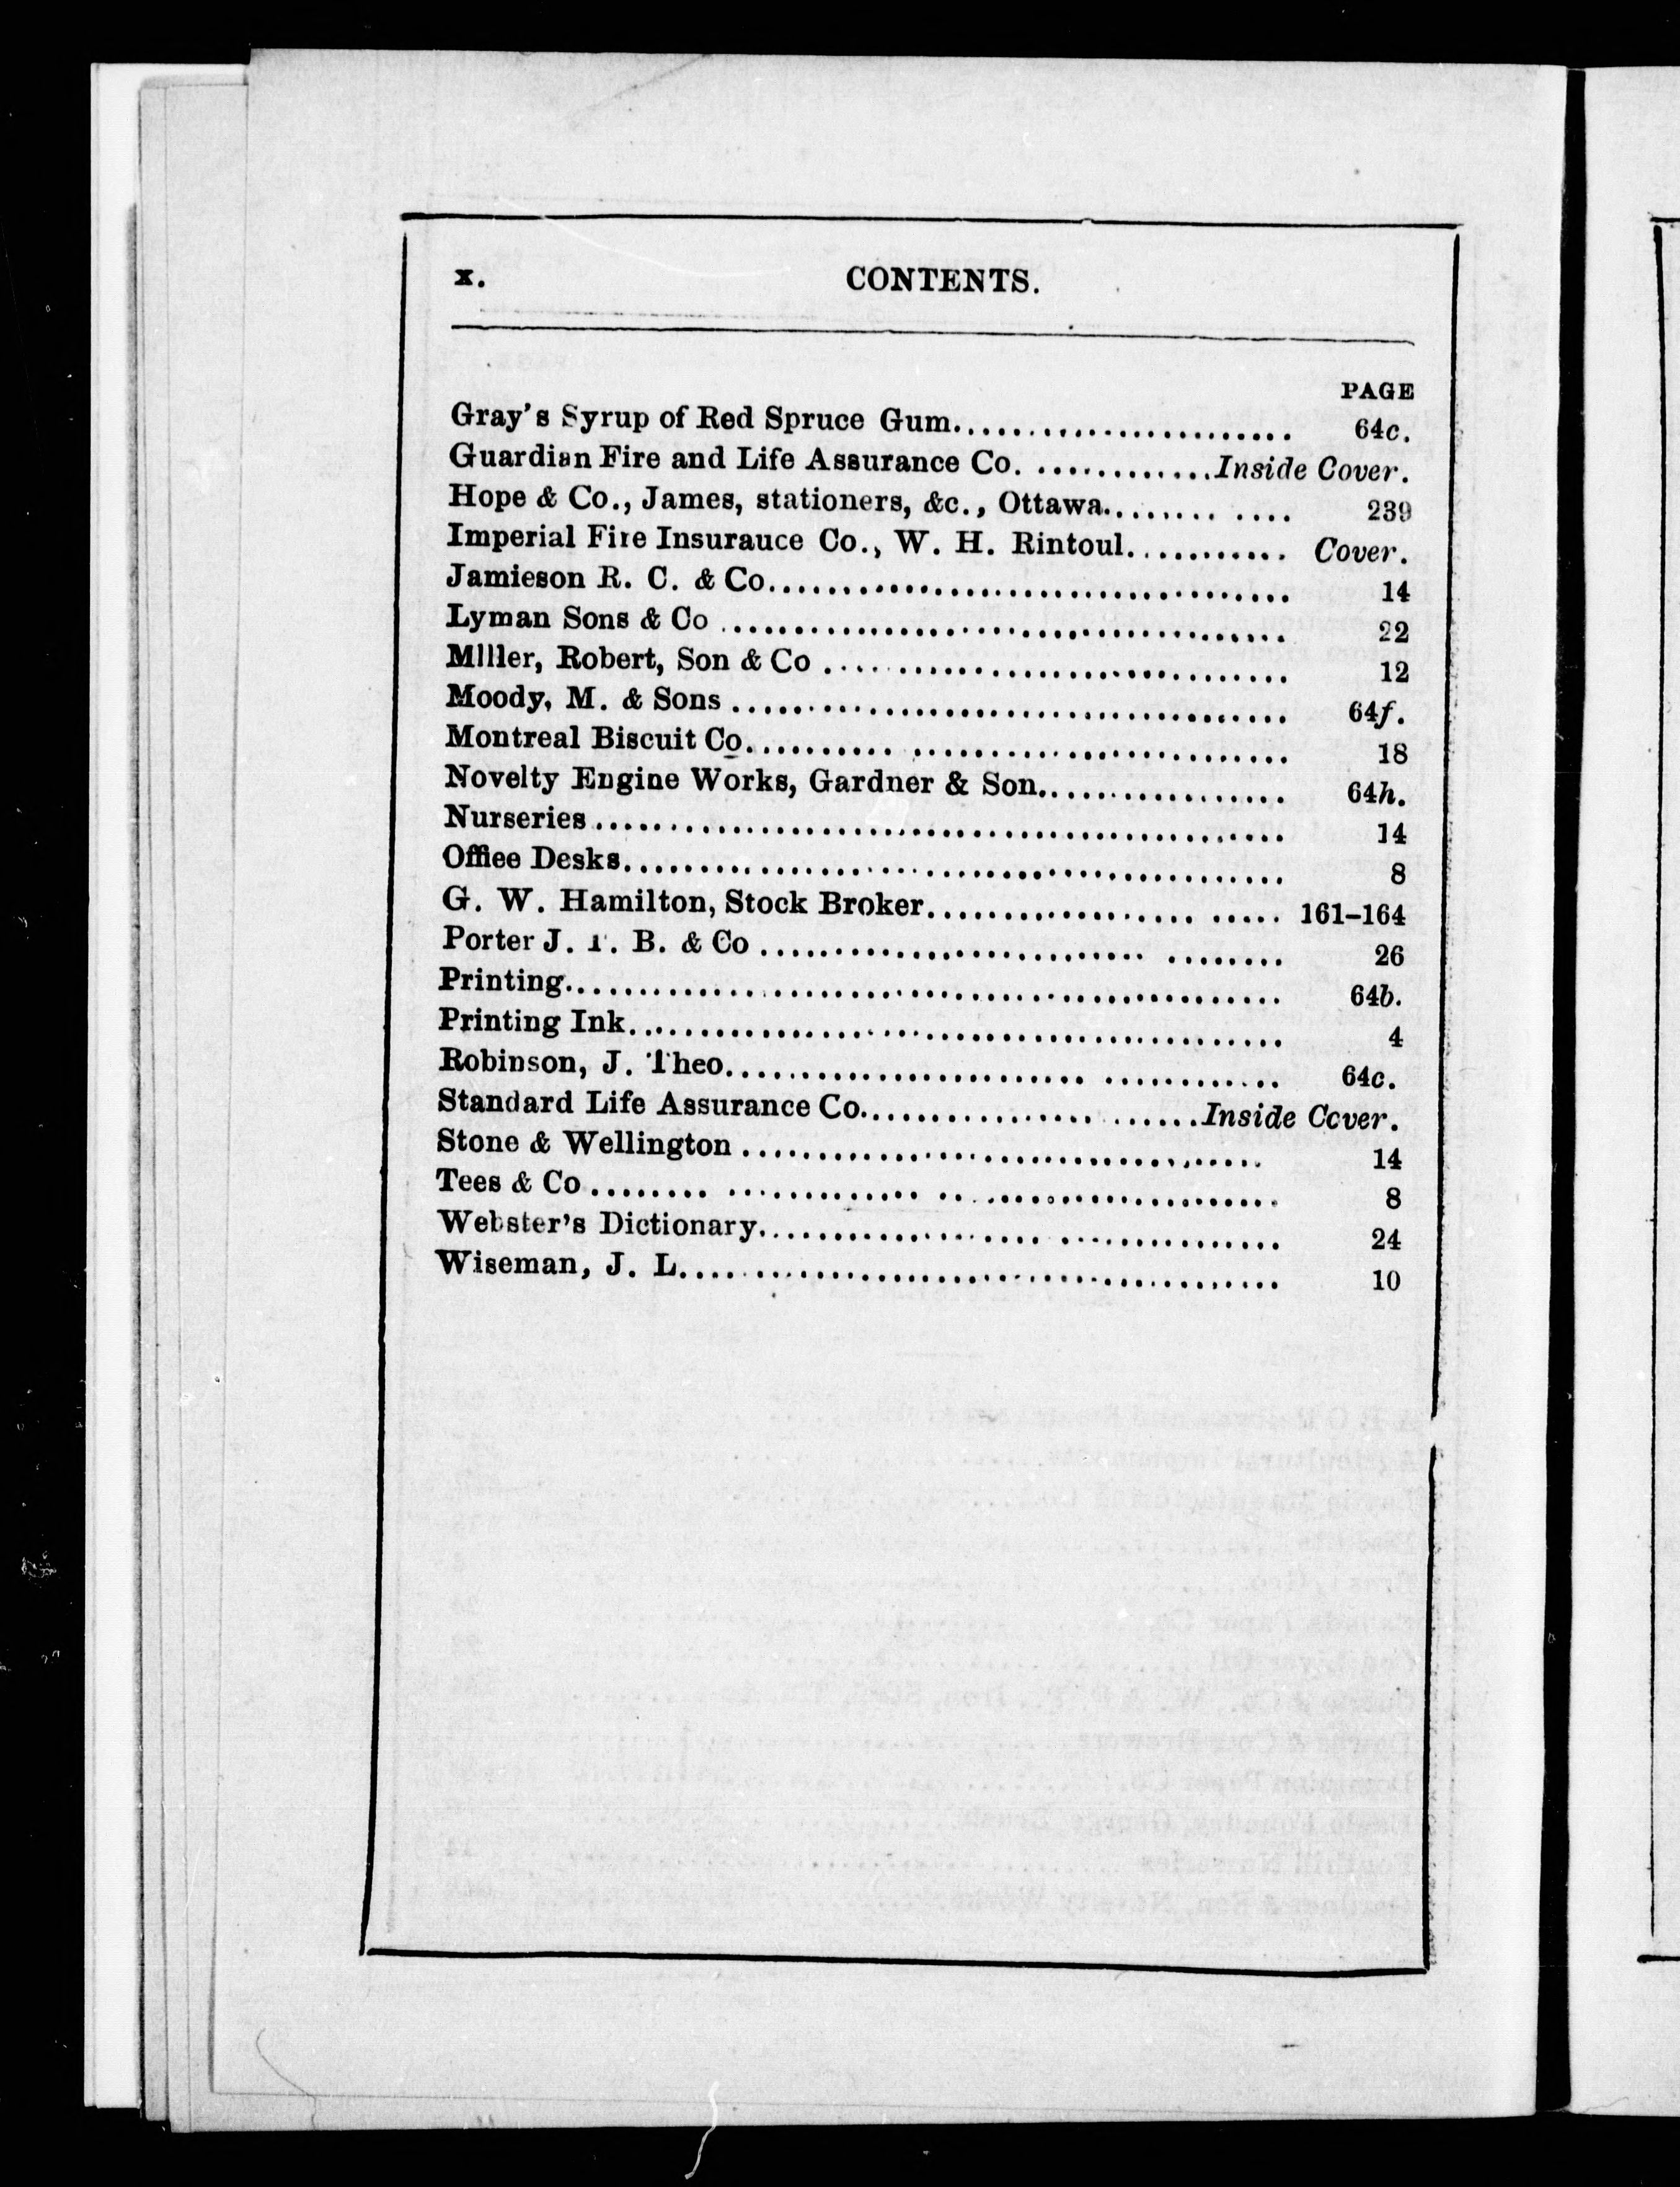 x. CONTENTS.
PAGE
Gray's Syrup of Red Spruce Gum........................ 64c.
Guardian Fire and Life Assurance Co. .............Inside Cover.
Hope & Co., James, stationers, &c., Ottawa........ .... 239
Imperial Fire Insurauce Co., W. H. Rintoul........... Cover.
Jamieson R. C. & Co.................................... 14
Lyman Sons & Co ...................................... 22
Miller, Robert, Son & Co ................................ 12
Moody, M. & Sons ...................................... 64f.
Montreal Biscuit Co.......... .......................... 18
Novelty Engine Works, Gardner & Son................. 64h.
Nurseries ............................................... 14
Offiee Desks............................................. 8
G. W. Hamilton, Stock Broker.................. ..... 161-164
Porter J. B. & Co .......................... ........ 26
Printing................................................. 64b.
Printing Ink............................................ 4
Robinson, J. Theo......................... ............ 64c.
Standard Life Assurance Co................ ......Inside Cover.
Stone & Wellington .................................... 14
Tees & Co ........ ............. .. .................... 8
Webster's Dictionary................... ............... 24
Wiseman, J. L......................................... 10